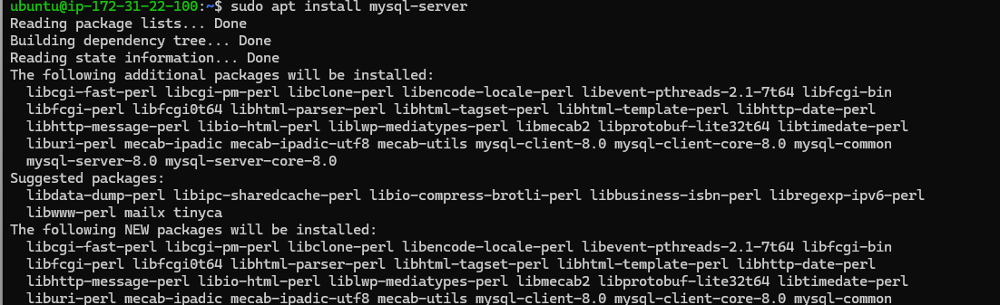 ubuntu@ip-172-31-22-100:~$ sudo apt install mysql-server
Reading package lists... Done
Building dependency tree... Done
Reading state information... Done
The following additional packages will be installed:
  libcgi-fast-perl libcgi-pm-perl libclone-perl libencode-locale-perl libevent-pthreads-2.1-7t64 libfcgi-bin
  libfcgi-perl libfcgi0t64 libhtml-parser-perl libhtml-tagset-perl libhtml-template-perl libhttp-date-perl
  libhttp-message-perl libio-html-perl liblwp-mediatypes-perl libmecab2 libprotobuf-lite32t64 libtimedate-perl
  liburi-perl mecab-ipadic mecab-ipadic-utf8 mecab-utils mysql-client-8.0 mysql-client-core-8.0 mysql-common
  mysql-server-8.0 mysql-server-core-8.0
Suggested packages:
  libdata-dump-perl libipc-sharedcache-perl libio-compress-brotli-perl libbusiness-isbn-perl libregexp-ipv6-perl
  libwww-perl mailx tinyca
The following NEW packages will be installed:
  libcgi-fast-perl libcgi-pm-perl libclone-perl libencode-locale-perl libevent-pthreads-2.1-7t64 libfcgi-bin
  libfcgi-perl libfcgi0t64 libhtml-parser-perl libhtml-tagset-perl libhtml-template-perl libhttp-date-perl
  libhttp-message-perl libio-html-perl liblwp-mediatypes-perl libmecab2 libprotobuf-lite32t64 libtimedate-perl
  liburi-perl mecab-ipadic mecab-ipadic-utf8 mecab-utils mysql-client-8.0 mysql-client-core-8.0 mysql-common